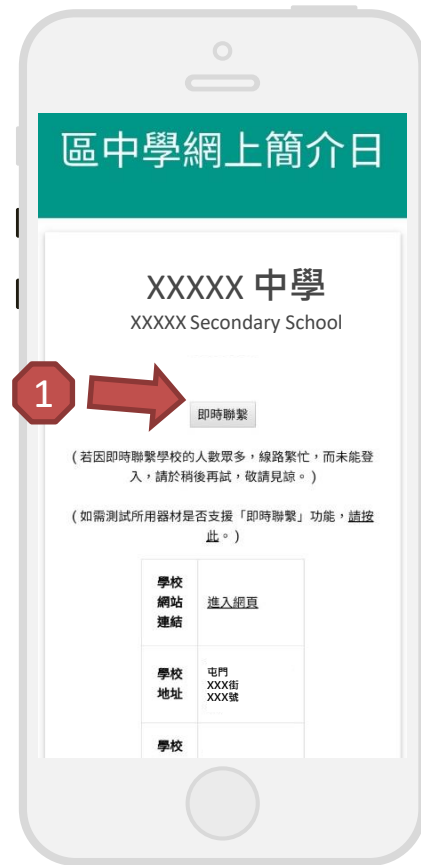 區中學網上簡介日
XXXXX 中學
XXXXX Secondary School
1
即時聯繫
(若因即時聯繫學校的人數眾多,線路繁忙,而未能登
入,請於稍後再試,敬請見諒。)
(如需測試所用器材是否支援「即時聯繫」功能,請按
此。)
學校
網站
連結
進入網頁
學校
地址
屯門
XXX街
XXX號
學校